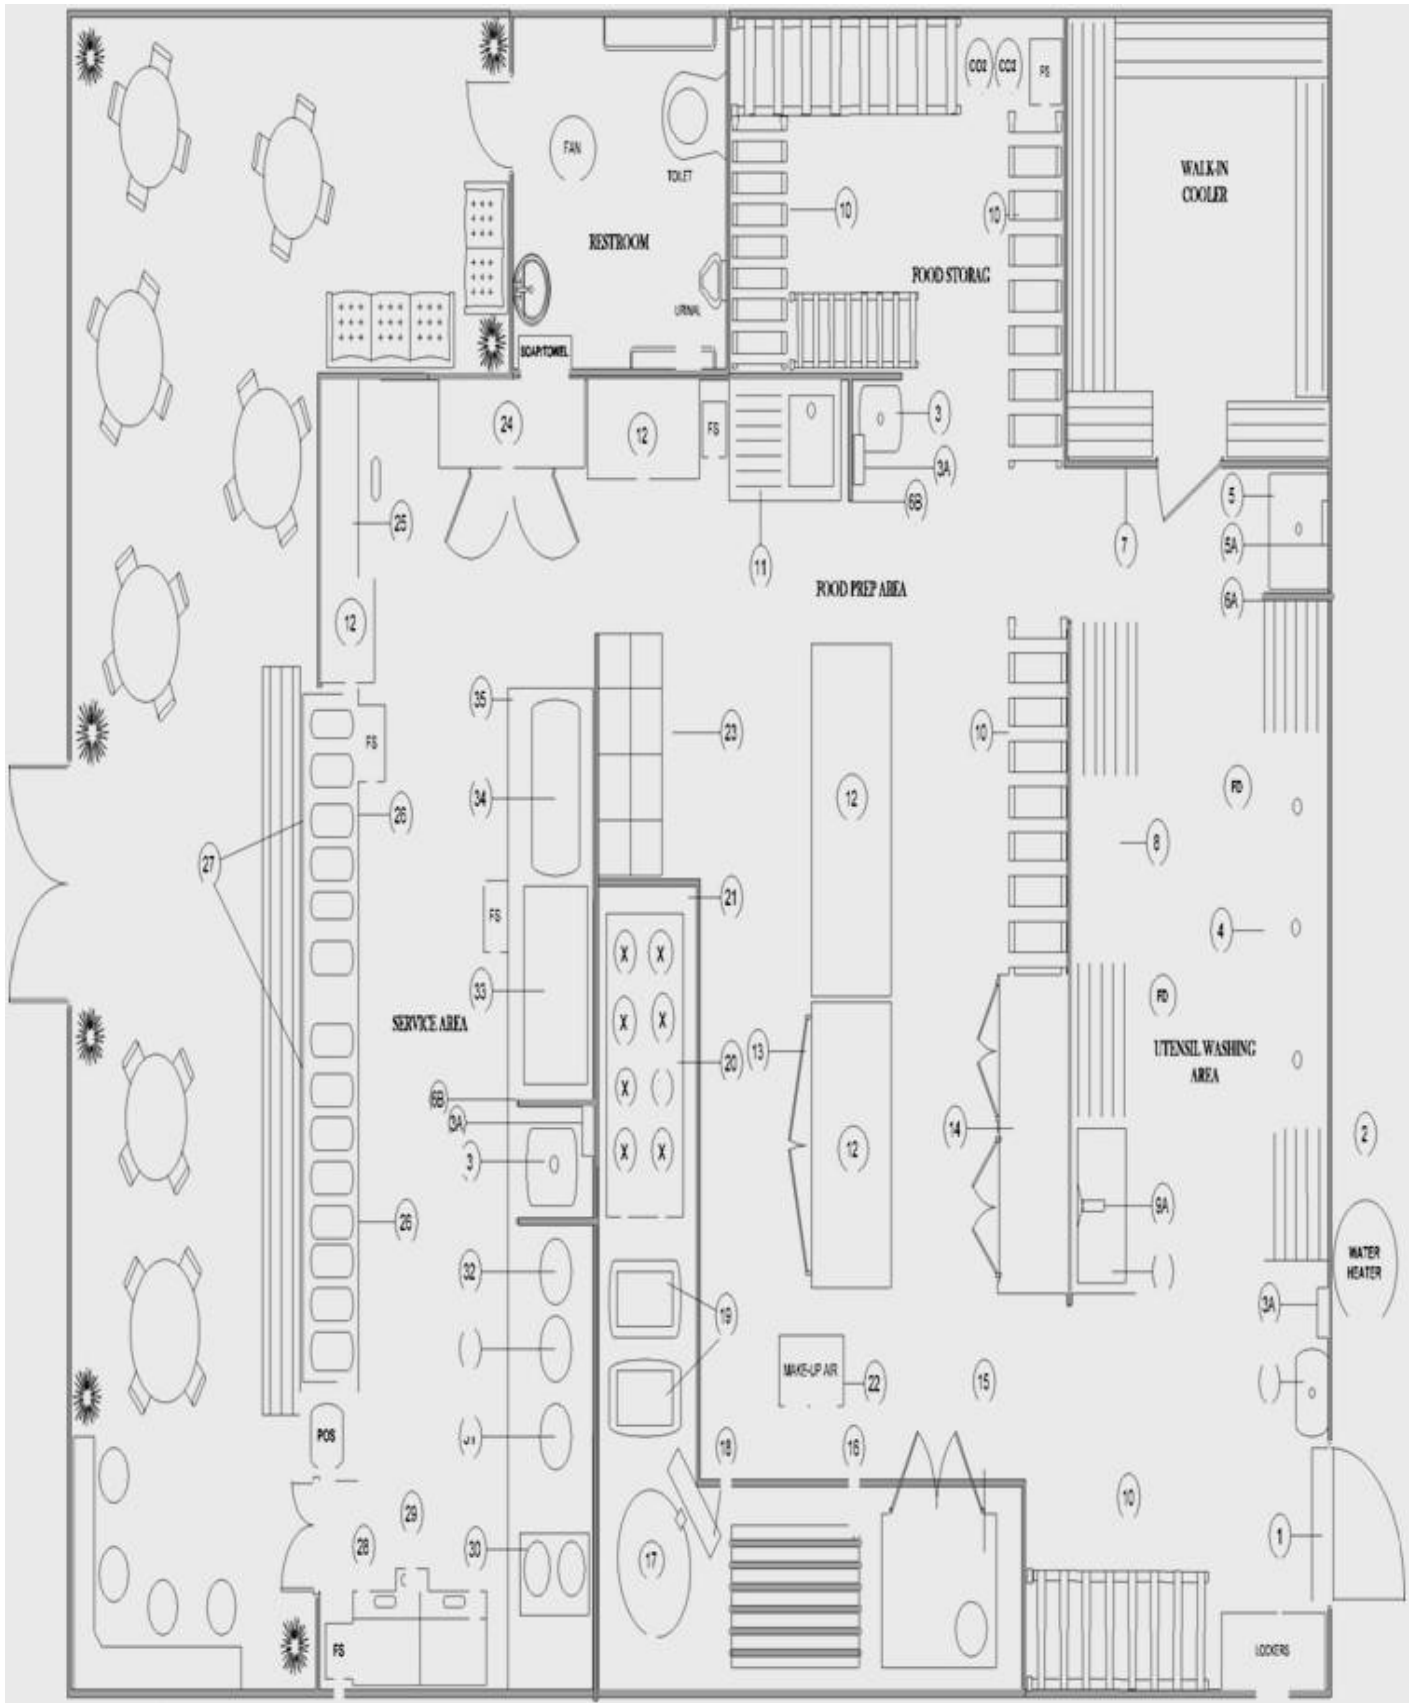 CO2
CO2
FS
FAN
TOILET
WALK-IN
COOLER
10
10
RESTROOM
FOOD STORAG
URINAL
SOAP/TOWEL
24
12
FS
3
3A
6B
5
5A
6A
7
11
25
12
FOOD PREP AREA
35
23
10
FS
26
34
12
FD
8
27
21
4
FS
33
X
X
X
X
X
X
X
SERVICE AREA
FD
20
13
UTENSIL WASHING
AREA
6B
3A
3
14
12
2
9A
26
32
WATER
HEATER
19
3A
MAKE-UP AIR
22
15
POS
18
16
10
29
28
30
17
1
FS
LOCKERS